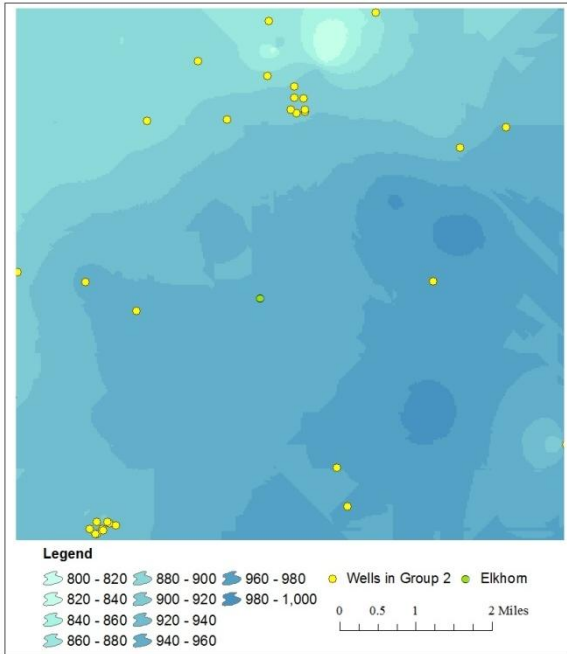 Legend
800 - 820 880 - 900 960 - 980 Wells in Group 2 Elkhorn
820 - 840 900 - 920 980 - 1,000
840 - 860 920 - 940 0 0.5 1 2 Miles
860 - 880 940 - 960